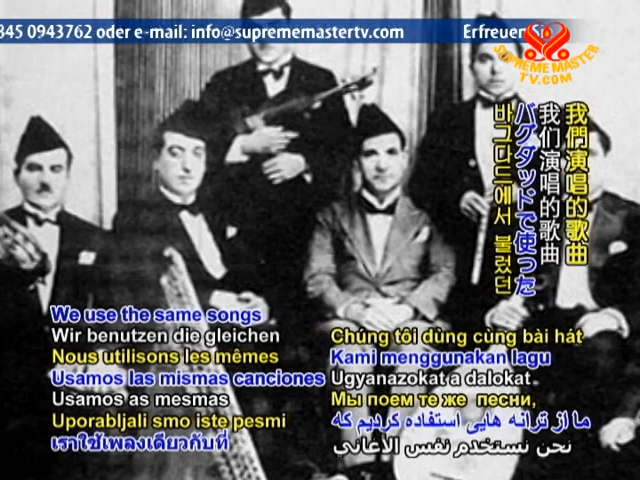 845 0943762 oder e-mail: info@suprememastertv.com
Erfreuen Si
SUPREME MASTER
TV.COM
我們演唱的歌曲
我们演唱的歌曲
バグダッドで使った
바그다드에서 불렀던
We use the same songs
Wir benutzen die gleichen
Nous utilisons les mêmes
Usamos las mismas canciones
Usamos as mesmas
Uporabljali smo iste pesmi
เราใช้เพลงเดียวกับที่
Chúng tôi dùng cùng bài hát
Kami menggunakan lagu
Ugyanazokat a dalokat
Мы поем те же песни,
ما از ترانه هایی استفاده کردیم که
نحن نستخدم نفس الأغاني